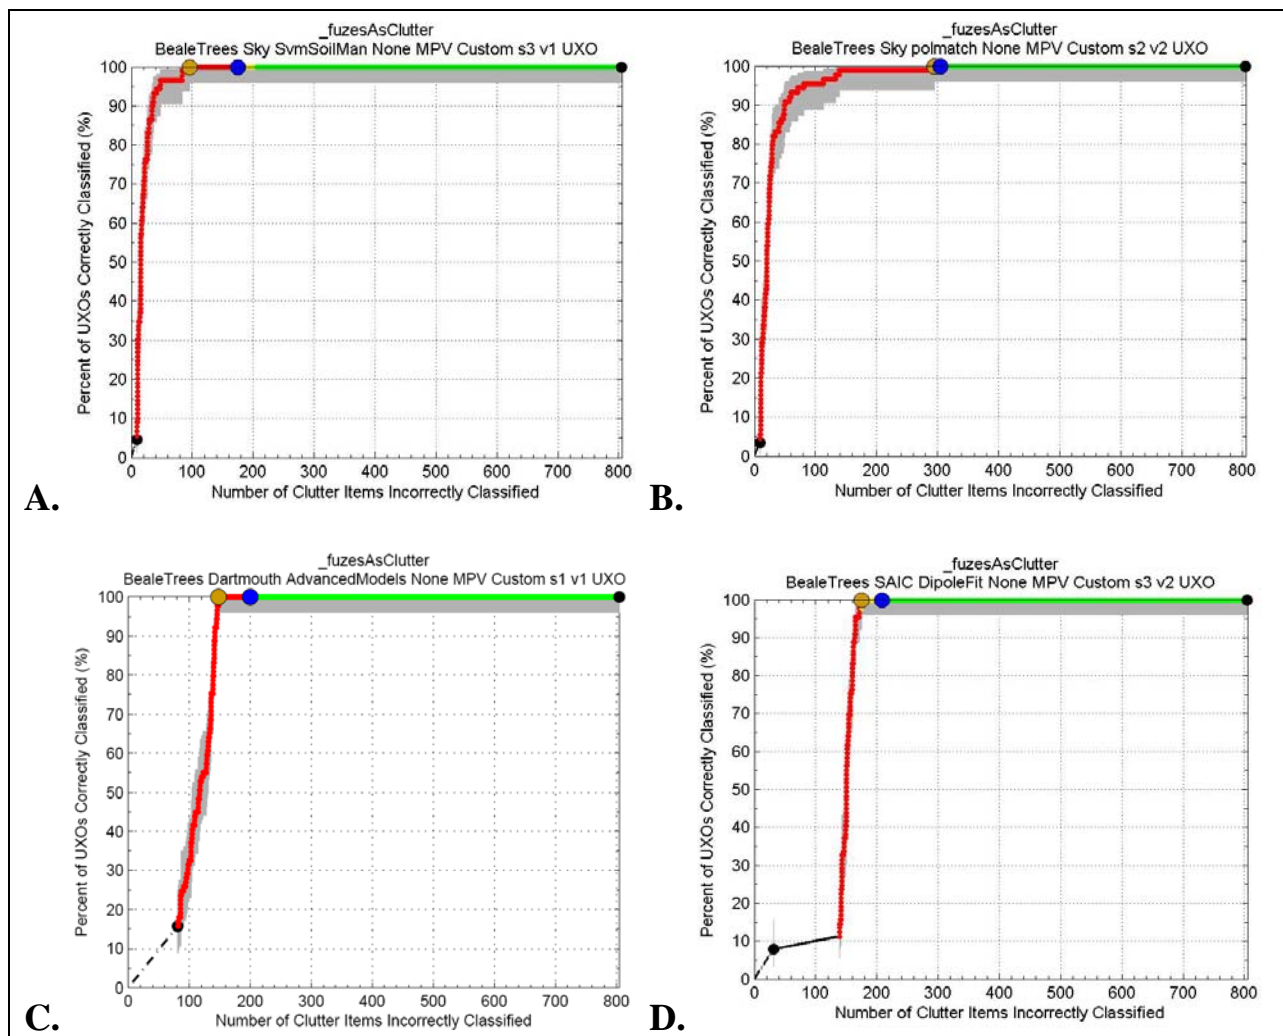 _fuzesAsClutter
BealeTrees Sky SvmSoilMan None MPV Custom s3 v1 UXO
100
90
80
70
60
50
40
30
20
10
0
Percent of UXOs Correctly Classified (%)
0 100 200 300 400 500 600 700 800
Number of Clutter Items Incorrectly Classified
A.
_fuzesAsClutter
BealeTrees Sky polmatch None MPV Custom s2 v2 UXO
100
90
80
70
60
50
40
30
20
10
0
Percent of UXOs Correctly Classified (%)
0 100 200 300 400 500 600 700 800
Number of Clutter Items Incorrectly Classified
B.
_fuzesAsClutter
BealeTrees Dartmouth AdvancedModels None MPV Custom s1 v1 UXO
100
90
80
70
60
50
40
30
20
10
0
Percent of UXOs Correctly Classified (%)
0 100 200 300 400 500 600 700 800
Number of Clutter Items Incorrectly Classified
C.
_fuzesAsClutter
BealeTrees SAIC DipoleFit None MPV Custom s3 v2 UXO
100
90
80
70
60
50
40
30
20
10
0
Percent of UXOs Correctly Classified (%)
0 100 200 300 400 500 600 700 800
Number of Clutter Items Incorrectly Classified
D.